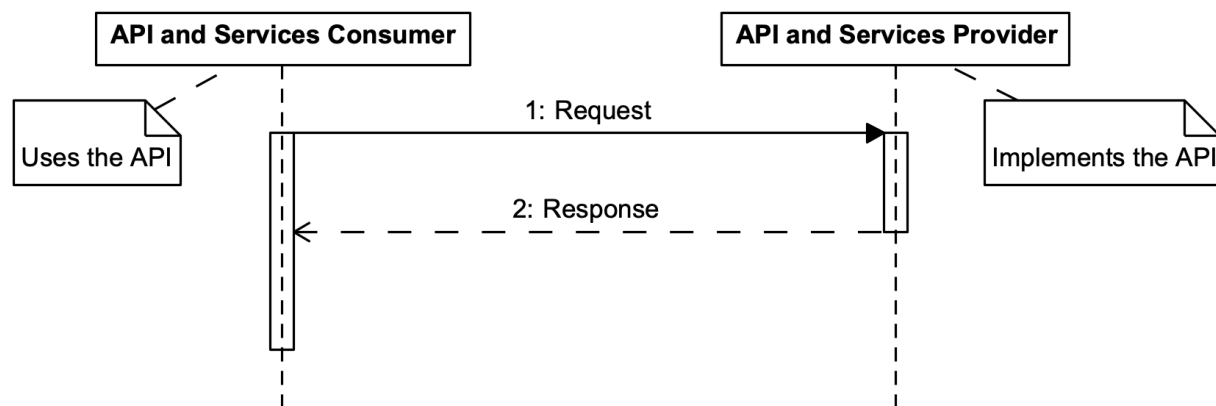 API and Services Consumer
API and Services Provider
1: Request
Uses the API
Implements the API
2: Response